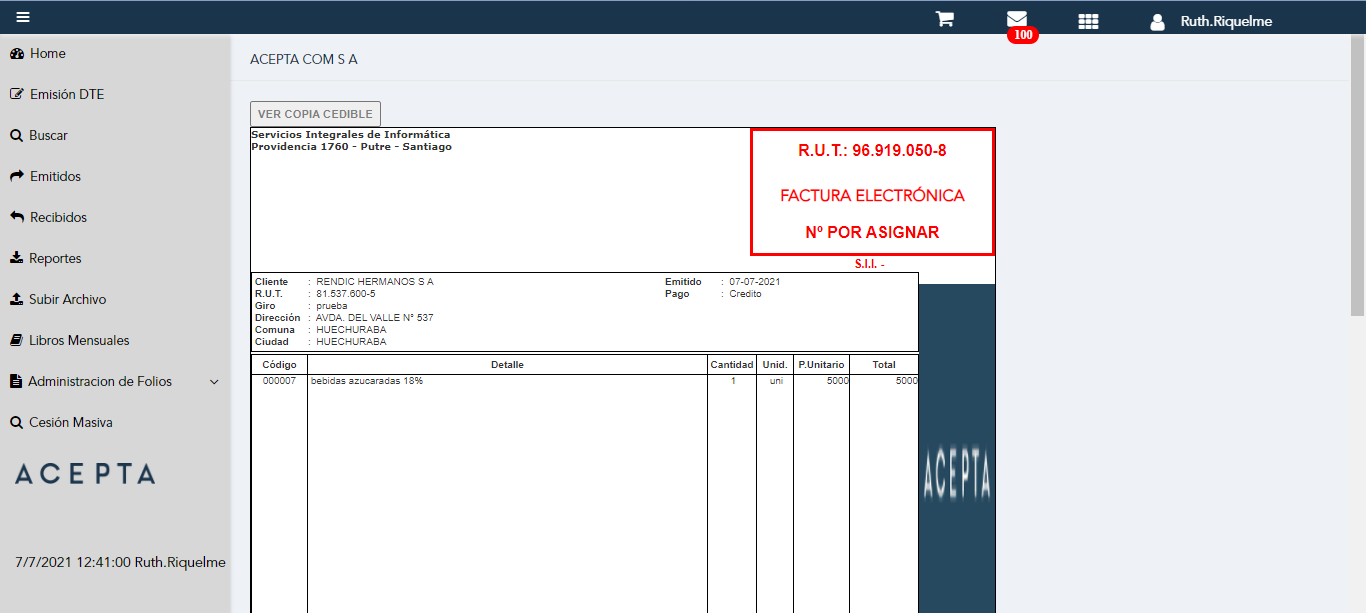 100
Ruth.Riquelme
Home
Emisión DTE
Buscar
Emitidos
Recibidos
Reportes
Subir Archivo
Libros Mensuales
Administracion de Folios
Cesión Masiva
ACEPTA
7/7/2021 12:41:00 Ruth.Riquelme
ACEPTA COM S A
VER COPIA CEDIBLE
Servicios Integrales de Informática
Providencia 1760 - Putre - Santiago
R.U.T.: 96.919.050-8
FACTURA ELECTRÓNICA
Nº POR ASIGNAR
S.I.I. -
Cliente : RENDIC HERMANOS S A Emitido : 07-07-2021
R.U.T. : 81.537.600-5 Pago : Credito
Giro : prueba
Dirección : AVDA. DEL VALLE N° 537
Comuna : HUECHURABA
Ciudad : HUECHURABA
Código Detalle Cantidad Unid. P.Unitario Total
000007 bebidas azucaradas 18% 1 uni 5000 5000
ACEPTA